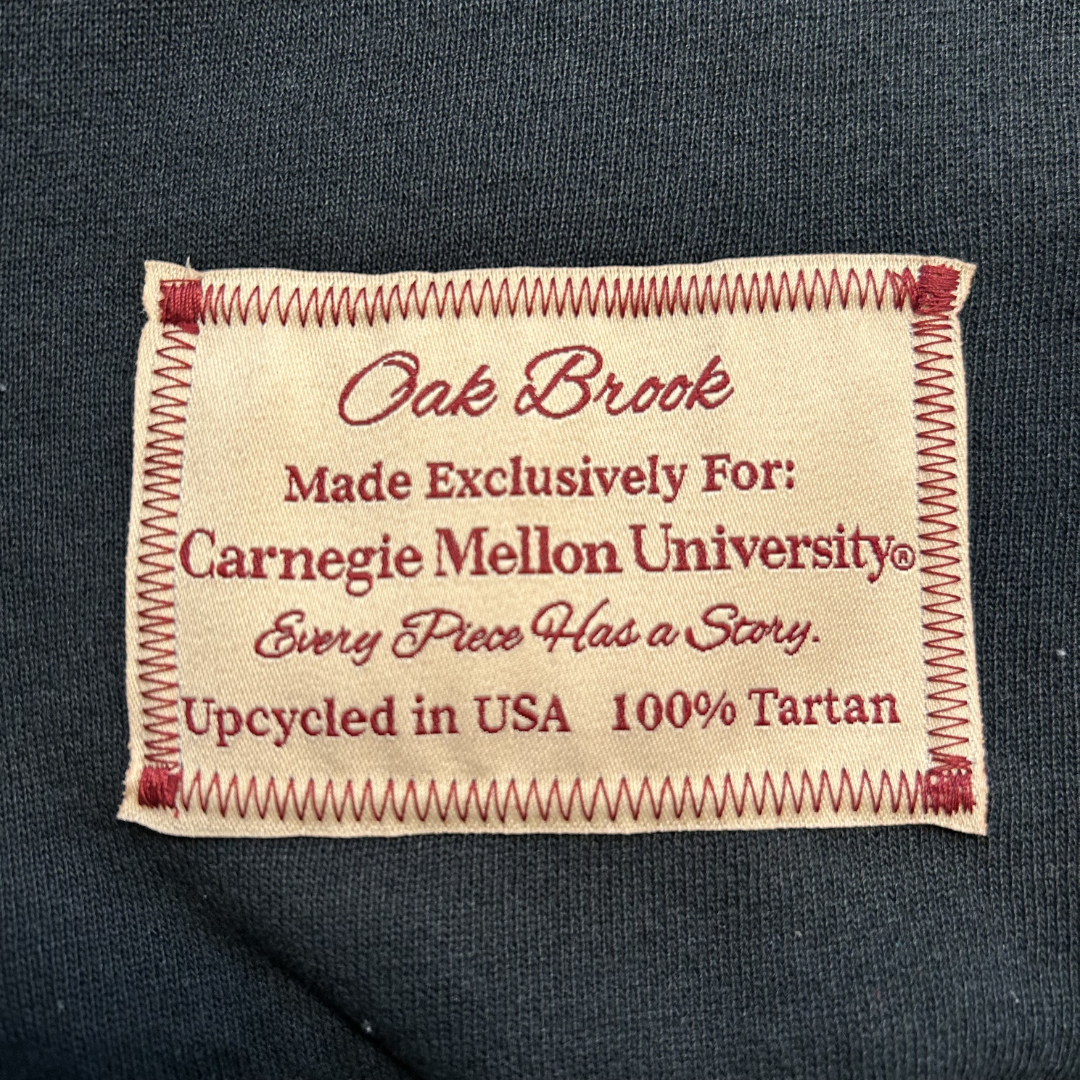 Oak Brook
Made Exclusively For:
Carnegie Mellon University®
Every Piece Has a Story.
Upcycled in USA 100% Tartan